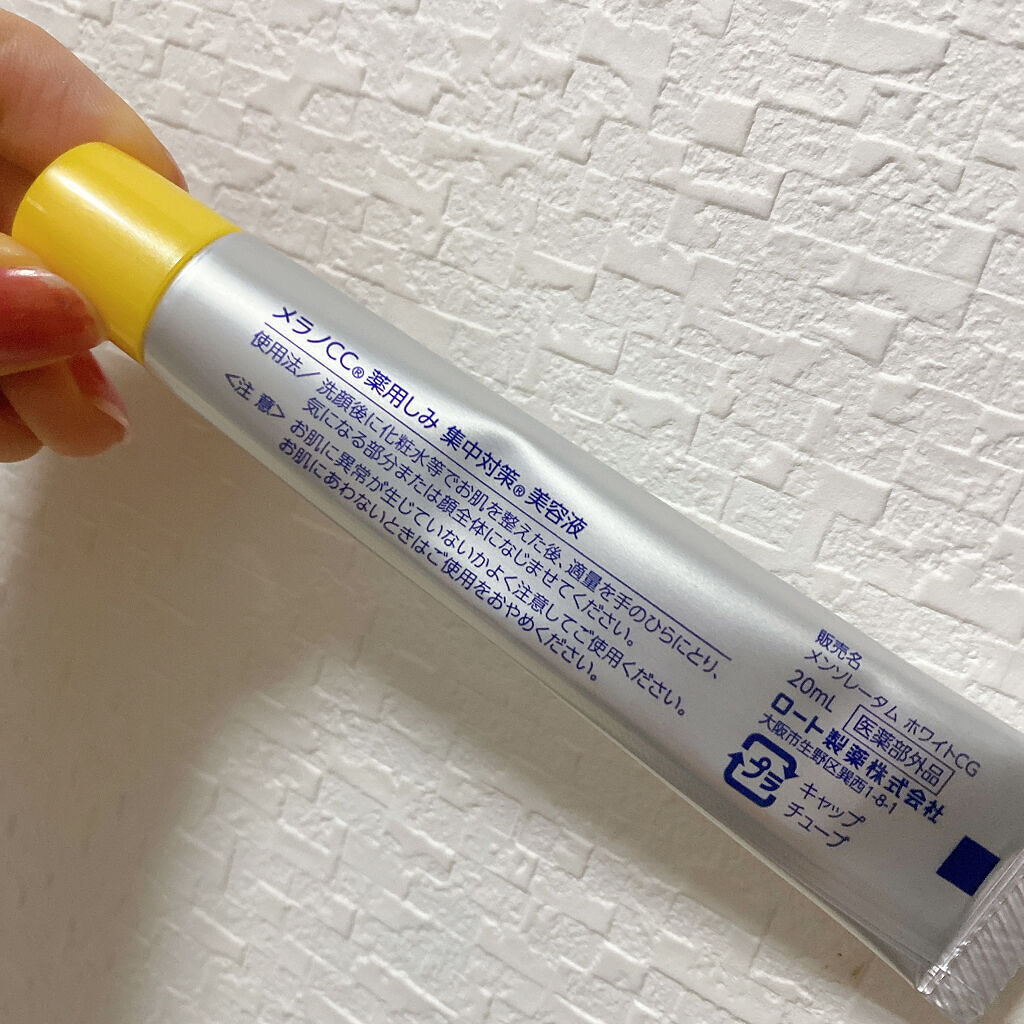 メラノCC® 薬用しみ 集中対策® 美容液
使用法／洗顔後に化粧水等でお肌を整えた後、適量を手のひらにとり、
気になる部分または顔全体になじませてください。
〈注意〉お肌に異常が生じていないかよく注意してご使用ください。
お肌にあわないときはご使用をおやめください。
販売名
メンソレータム ホワイトCG
20mL 医薬部外品
ロート製薬株式会社
大阪市生野区巽西1-8-1
プラ キャップ
チューブ